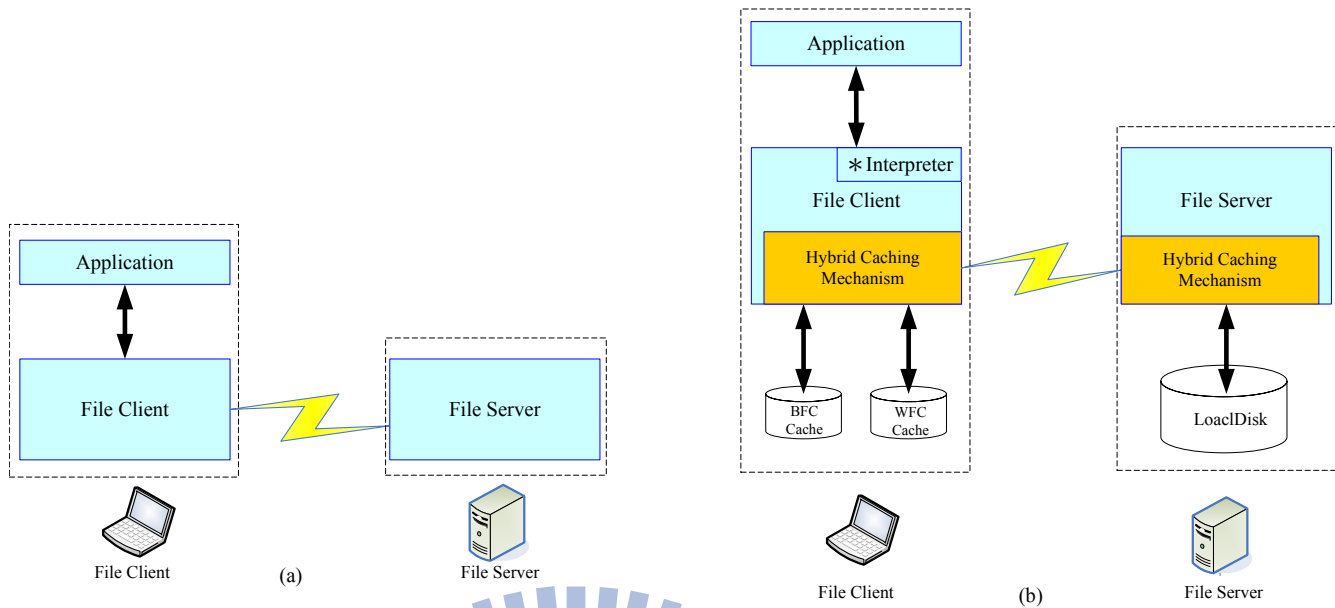 Application
File Client
File Server
File Client
File Server
(a)
Application
*Interpreter
File Client
Hybrid Caching
Mechanism
BFC
Cache
WFC
Cache
File Server
Hybrid Caching
Mechanism
LoaclDisk
File Client
File Server
(b)